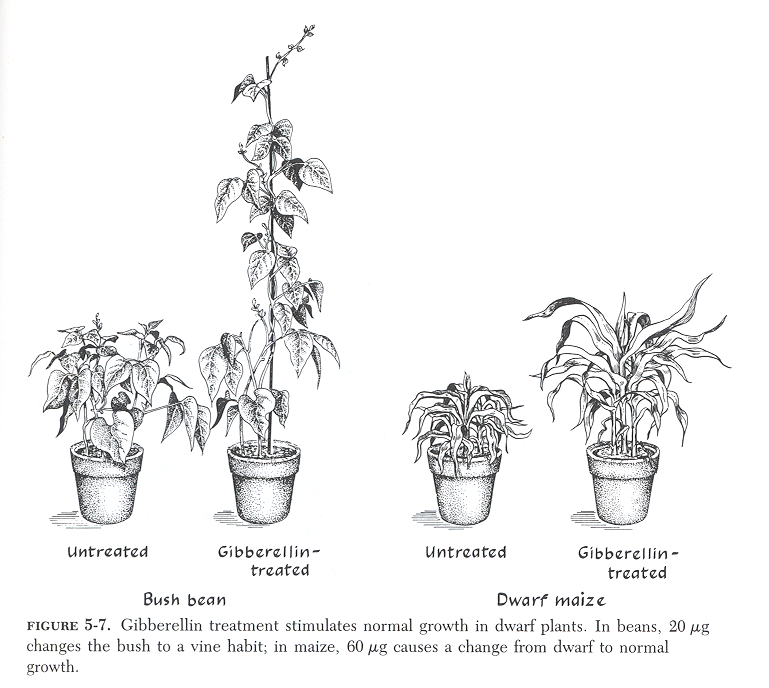 Untreated
Gibberellin-
treated
Untreated
Gibberellin-
treated
Bush bean
Dwarf maize
FIGURE 5-7. Gibberellin treatment stimulates normal growth in dwarf plants. In beans, 20 μg
changes the bush to a vine habit; in maize, 60 μg causes a change from dwarf to normal
growth.